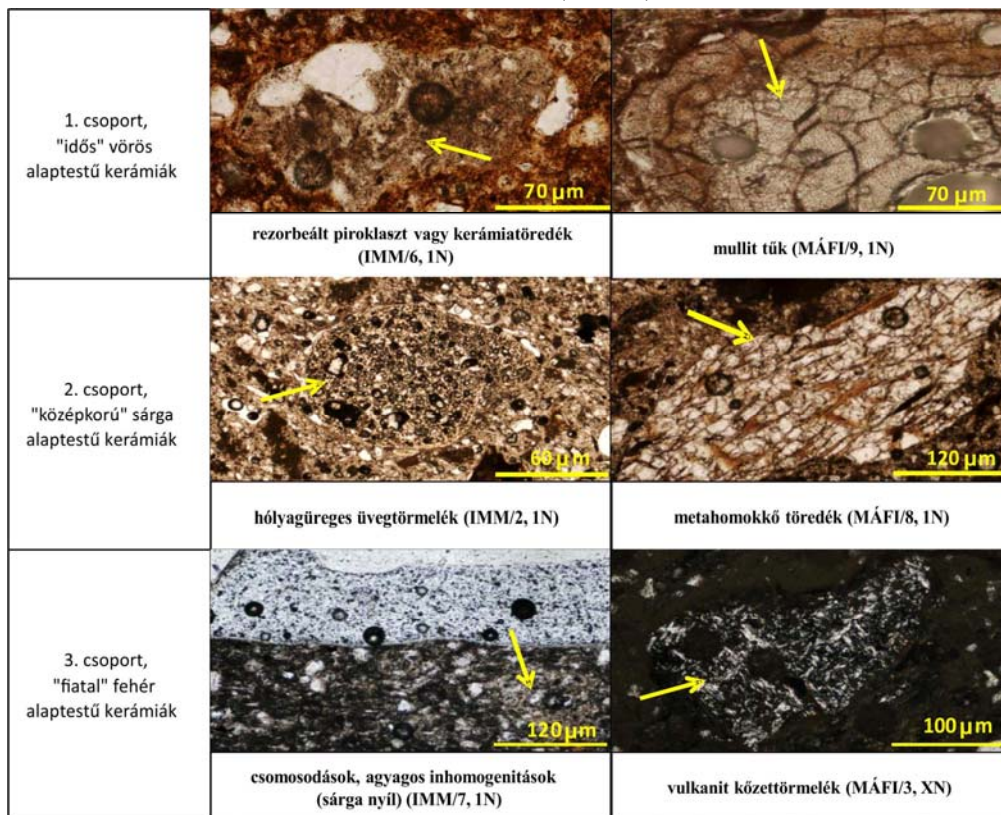 1. csoport,
"idős" vörös
alaptestű kerámiák
70 µm
70 µm
rezorbeált piroklaszt vagy kerámiatöredék
(IMM/6, 1N)
mullit tűk (MÁFI/9, 1N)
2. csoport,
"középkorú" sárga
alaptestű kerámiák
60 µm
120 µm
hólyagüreges üvegtörmelék (IMM/2, 1N)
metahomokkő töredék (MÁFI/8, 1N)
3. csoport,
"fiatal" fehér
alaptestű kerámiák
120 µm
100 µm
csomosodások, agyagos inhomogenitások
(sárga nyíl) (IMM/7, 1N)
vulkanit kőzettörmelék (MÁFI/3, XN)